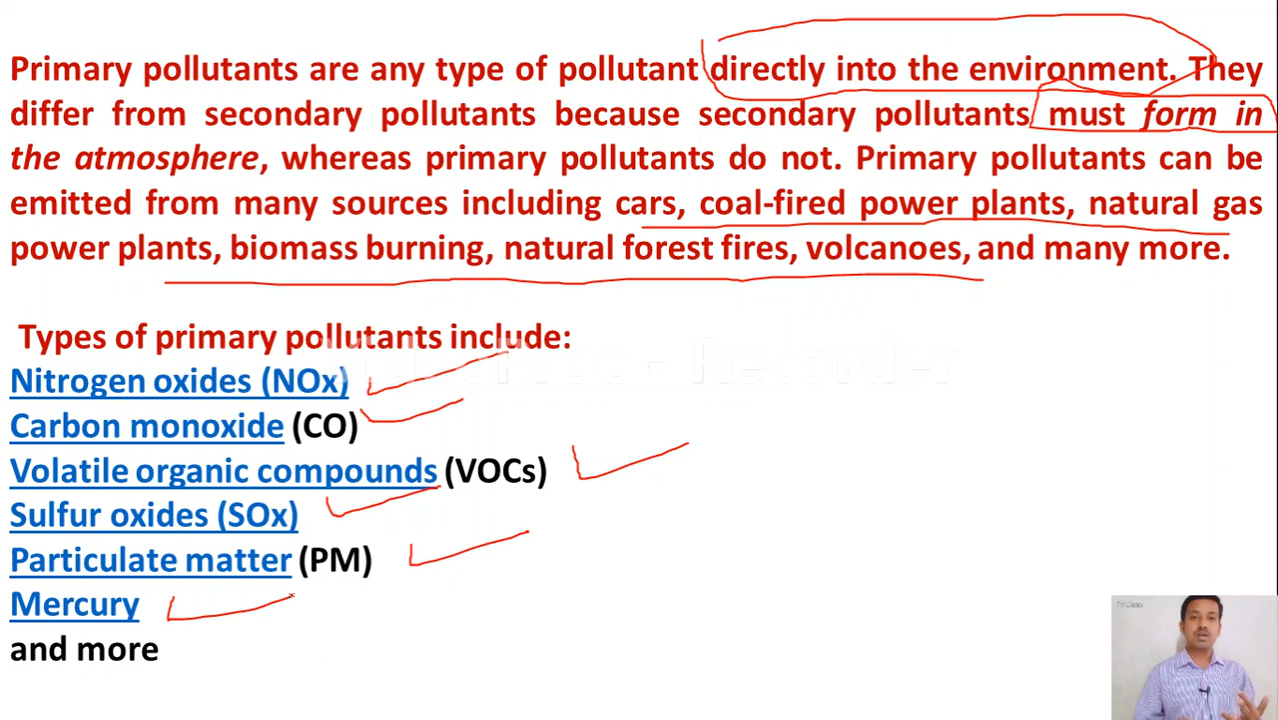 Primary pollutants are any type of pollutant directly into the environment. They
differ from secondary pollutants because secondary pollutants must form in
the atmosphere, whereas primary pollutants do not. Primary pollutants can be
emitted from many sources including cars, coal-fired power plants, natural gas
power plants, biomass burning, natural forest fires, volcanoes, and many more.
Types of primary pollutants include:
Nitrogen oxides (NOx)
Carbon monoxide (CO)
Volatile organic compounds (VOCs)
Sulfur oxides (SOx)
Particulate matter (PM)
Mercury
and more
Recorder